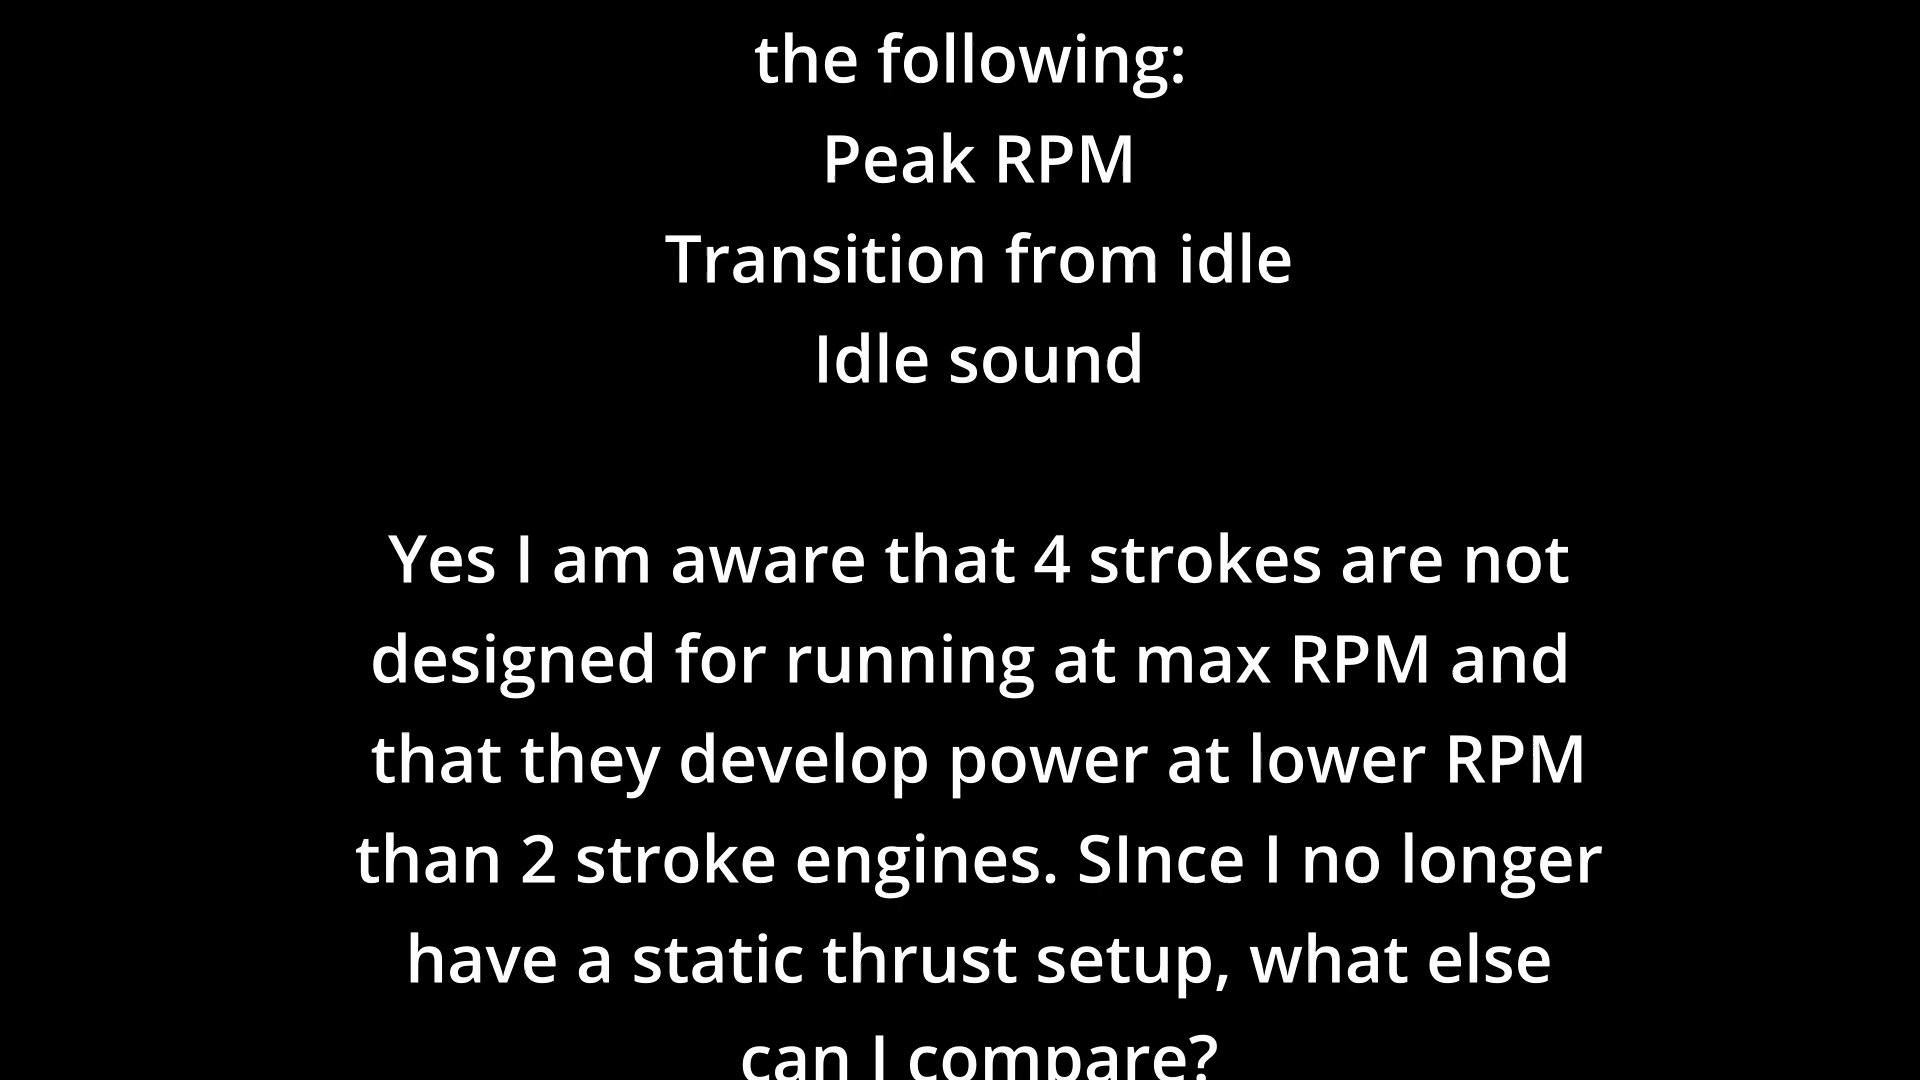 the following:
Peak RPM
Transition from idle
Idle sound
Yes I am aware that 4 strokes are not
designed for running at max RPM and
that they develop power at lower RPM
than 2 stroke engines. SInce I no longer
have a static thrust setup, what else
can I compare?